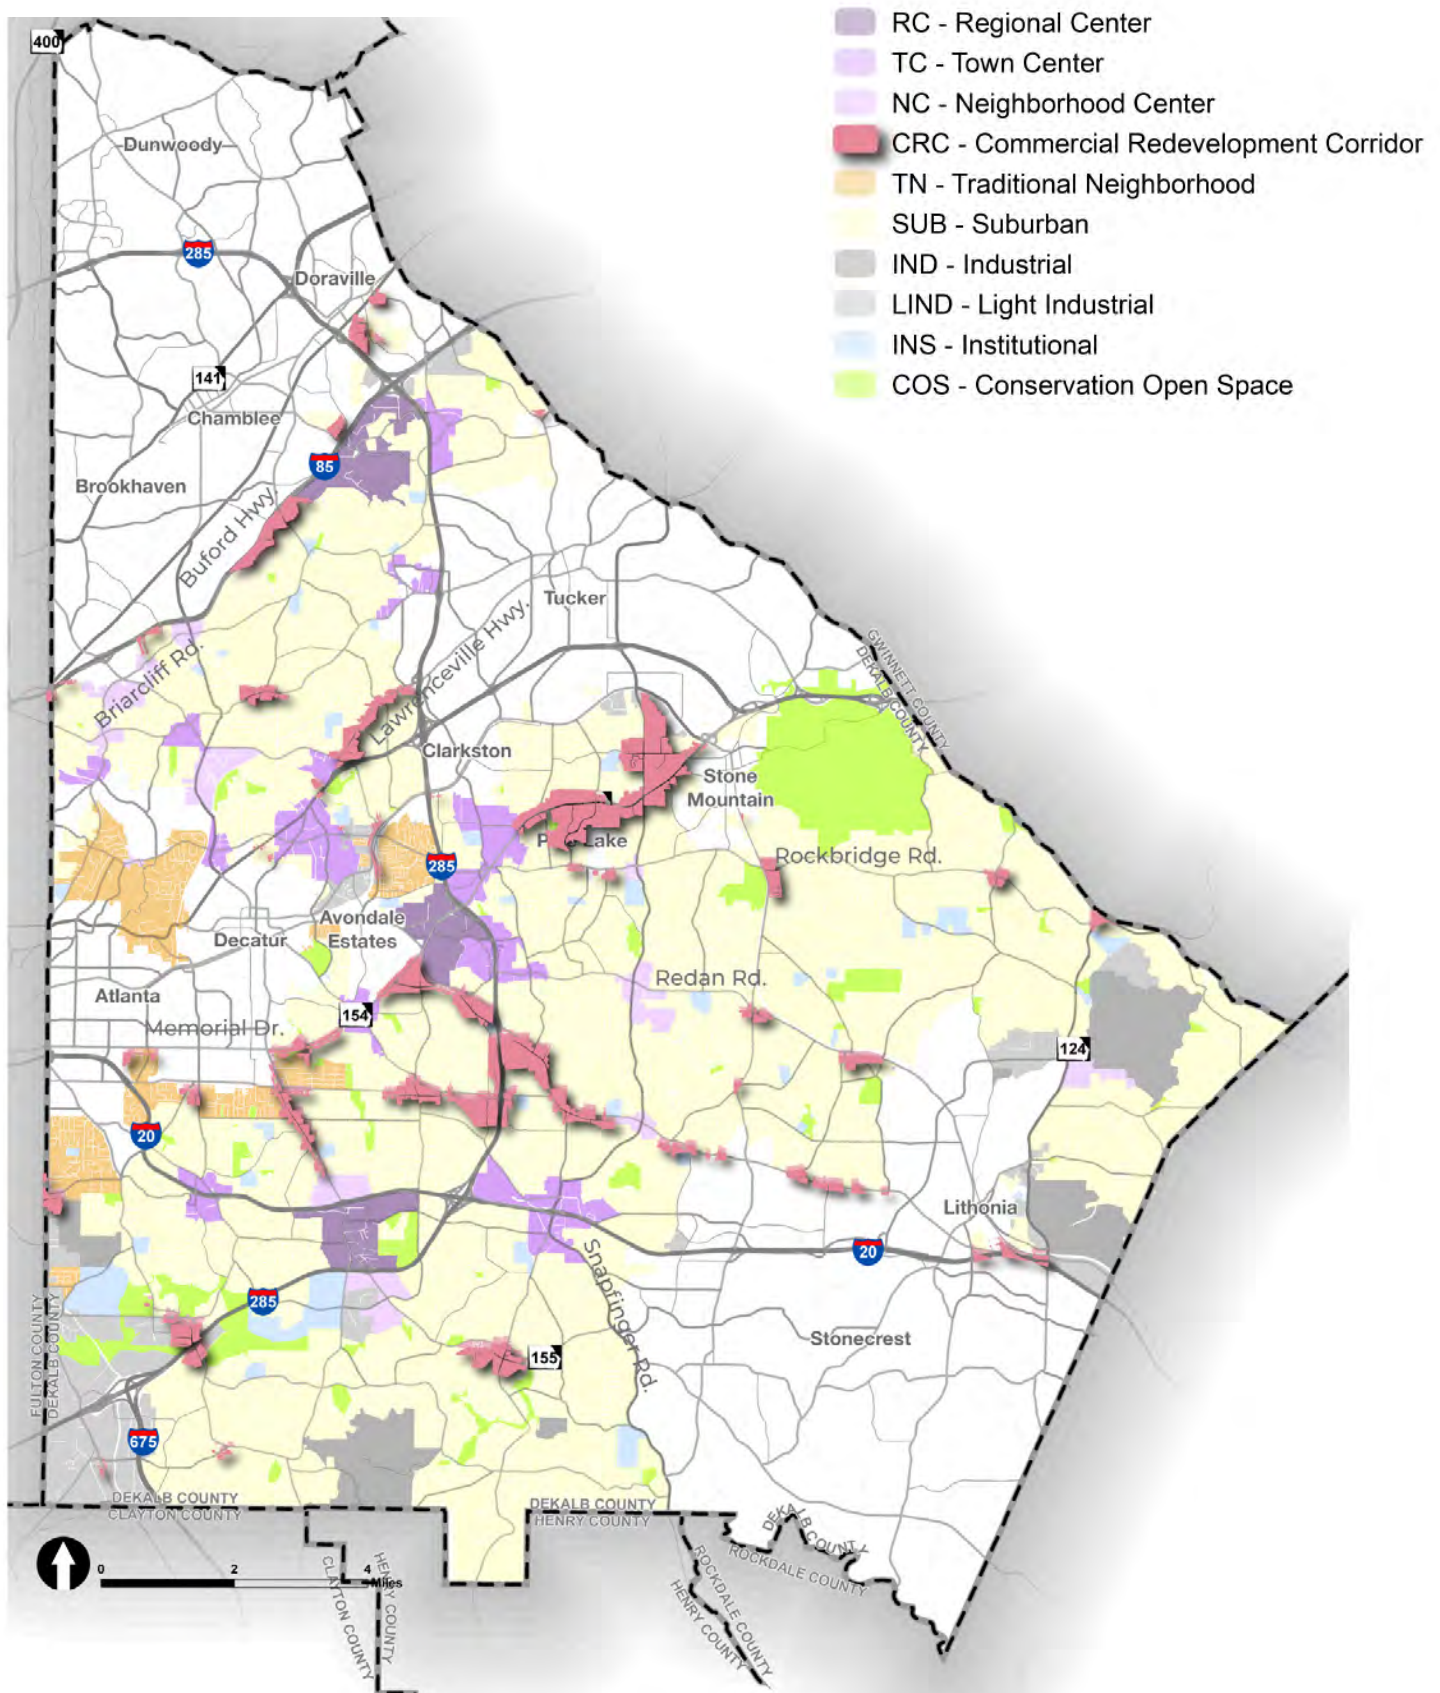 RC - Regional Center
TC - Town Center
NC - Neighborhood Center
CRC - Commercial Redevelopment Corridor
TN - Traditional Neighborhood
SUB - Suburban
IND - Industrial
LIND - Light Industrial
INS - Institutional
COS - Conservation Open Space
400
Dunwoody
285
Doraville
141
Chamblee
85
Brookhaven
Buford Hwy.
Tucker
Lawrenceville Hwy.
GWINNETT COUNTY
DEKALB COUNTY
Briarcliff Rd.
Clarkston
Stone
Mountain
Lake
Rockbridge Rd.
285
Avondale
Estates
Decatur
Redan Rd.
Atlanta
154
Memorial Dr.
124
20
Lithonia
20
Snapfinger Rd.
285
FULTON COUNTY
DEKALB COUNTY
Stonecrest
155
675
DEKALB COUNTY
CLAYTON COUNTY
DEKALB COUNTY
HENRY COUNTY
DEKALB COUNTY
ROCKDALE COUNTY
0 2 4
Miles
CLAYTON COUNTY
HENRY COUNTY
ROCKDALE COUNTY
HENRY COUNTY